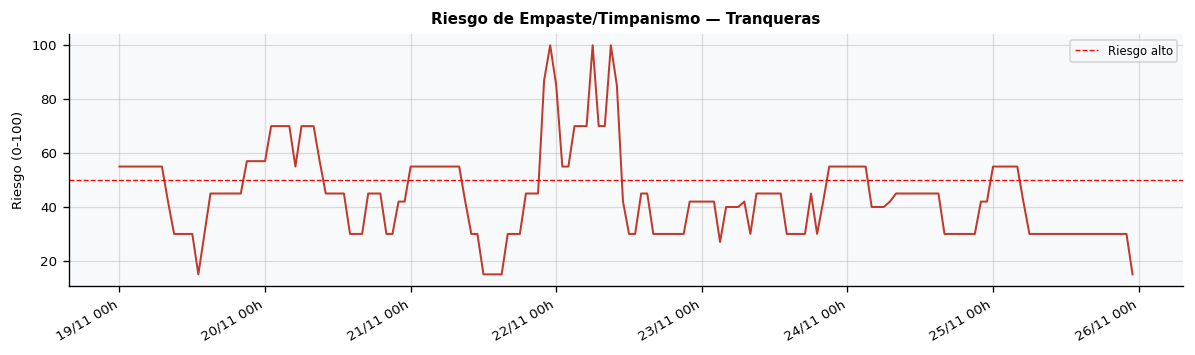 Riesgo de Empaste/Timpanismo — Tranqueras
Riesgo alto
Riesgo (0-100)
100
80
60
40
20
19/11 00h
20/11 00h
21/11 00h
22/11 00h
23/11 00h
24/11 00h
25/11 00h
26/11 00h